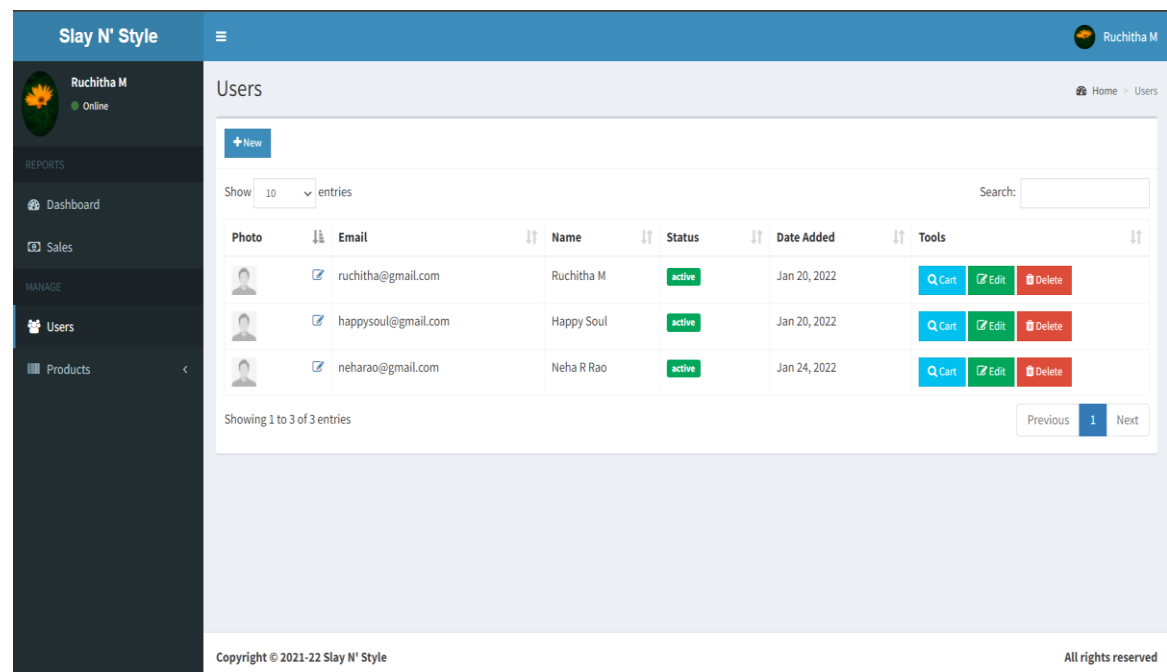 Slay N' Style
Ruchitha M
Ruchitha M
Online
Users
Home > Users
REPORTS
Dashboard
Sales
MANAGE
Users
Products
New
Show 10 entries Search:
Photo Email Name Status Date Added Tools
ruchitha@gmail.com Ruchitha M active Jan 20, 2022 Cart Edit Delete
happysoul@gmail.com Happy Soul active Jan 20, 2022 Cart Edit Delete
neharao@gmail.com Neha R Rao active Jan 24, 2022 Cart Edit Delete
Showing 1 to 3 of 3 entries Previous 1 Next
Copyright © 2021-22 Slay N' Style All rights reserved